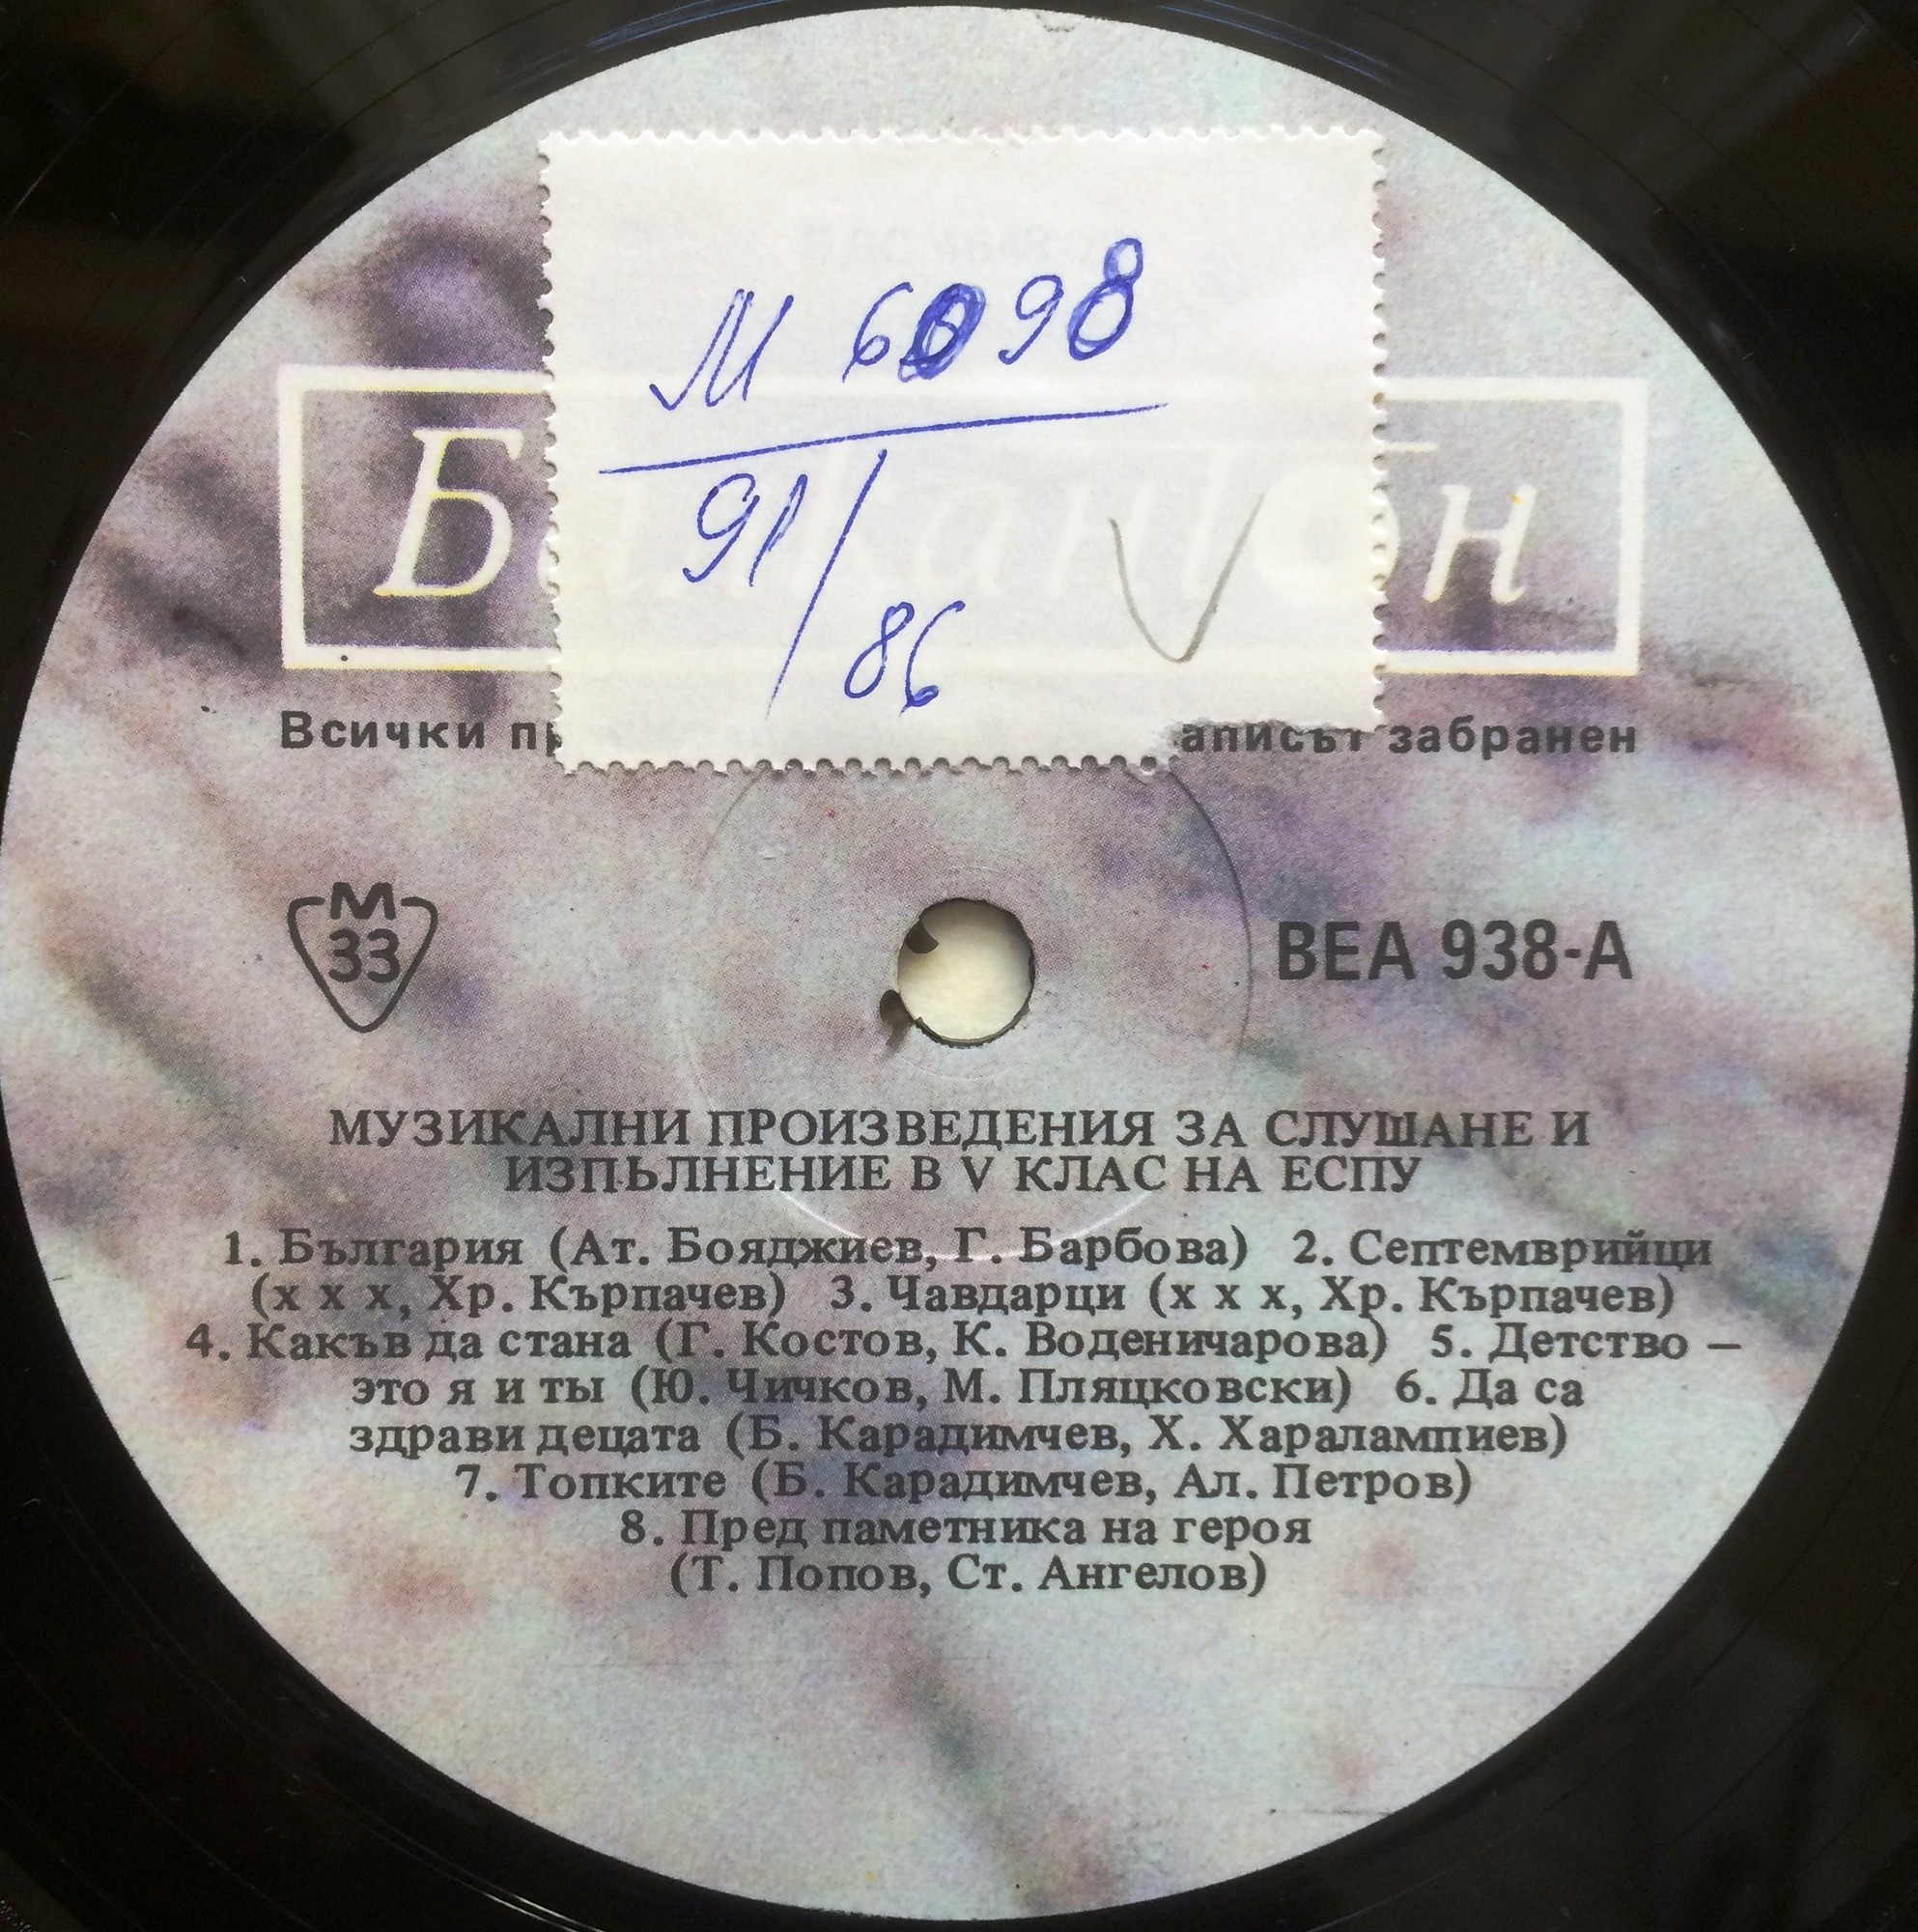 М 6098
91/86
Всички
забранен
М
33
ВЕА 938-А
МУЗИКАЛНИ ПРОИЗВЕДЕНИЯ ЗА СЛУШАНЕ И
ИЗПЪЛНЕНИЕ В V КЛАС НА ЕСПУ
1. България (Ат. Бояджиев, Г. Барбова) 2. Септемврийци
(х х х, Хр. Кърпачев) 3. Чавдарци (х х х, Хр. Кърпачев)
4. Какъв да стана (Г. Костов, К. Воденичарова) 5. Детство –
это я и ты (Ю. Чичков, М. Пляцковски) 6. Да са
здрави децата (Б. Карадимчев, Х. Харалампиев)
7. Топките (Б. Карадимчев, Ал. Петров)
8. Пред паметника на героя
(Т. Попов, Ст. Ангелов)